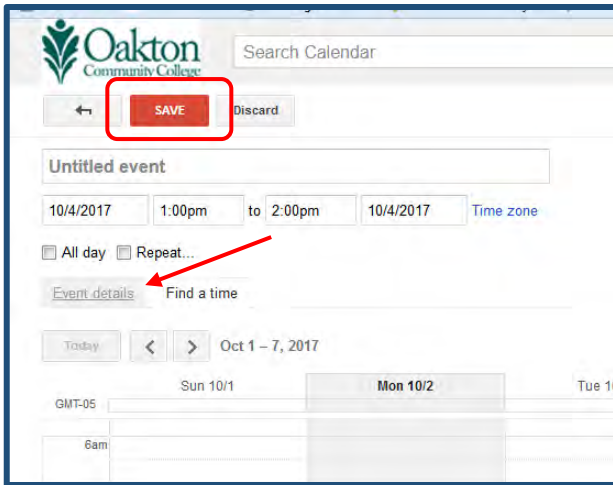 Oakton
Community College
Search Calendar
SAVE
Discard
Untitled event
10/4/2017 1:00pm to 2:00pm 10/4/2017 Time zone
All day Repeat...
Event details Find a time
Today Oct 1 – 7, 2017
Sun 10/1 Mon 10/2 Tue
GMT-05
6am